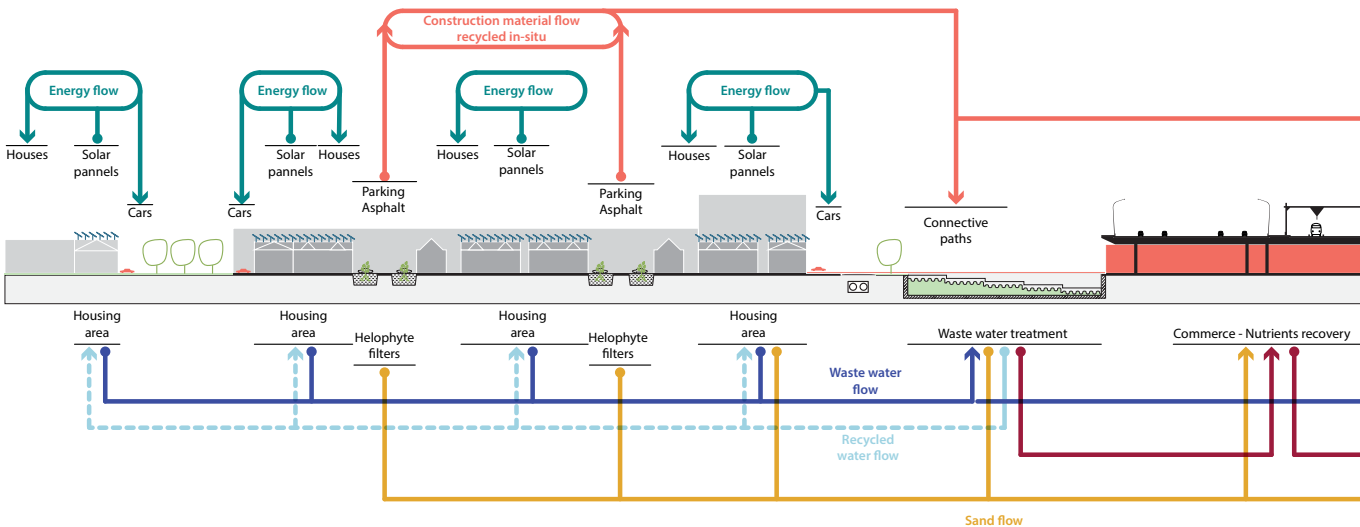 Construction material flow
recycled in-situ
Energy flow
Energy flow
Energy flow
Energy flow
Houses
Solar
pannels
Solar
pannels
Houses
Houses
Solar
pannels
Houses
Solar
pannels
Cars
Cars
Parking
Asphalt
Parking
Asphalt
Cars
Connective
paths
Housing
area
Housing
area
Helophyte
filters
Housing
area
Helophyte
filters
Housing
area
Waste water treatment
Commerce - Nutrients recovery
Waste water
flow
Recycled
water flow
Sand flow